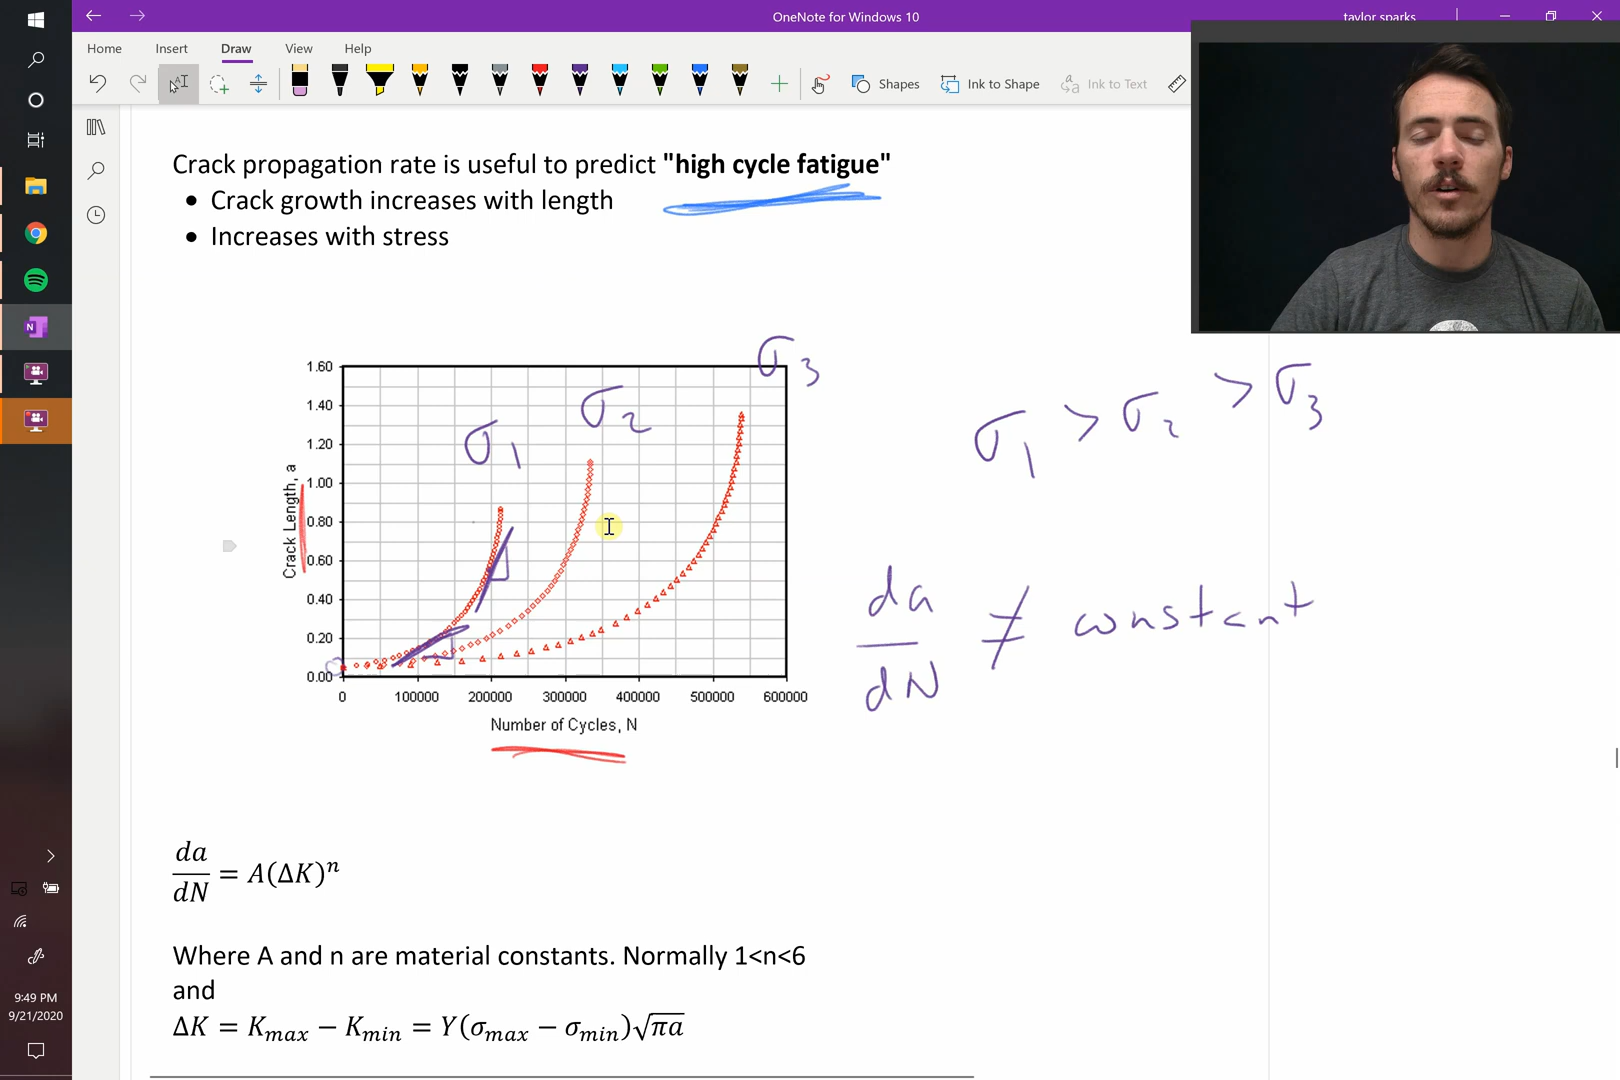 OneNote for Windows 10
taylor sparks
Home Insert Draw View Help
Shapes Ink to Shape Ink to Text
Crack propagation rate is useful to predict "high cycle fatigue"
• Crack growth increases with length
• Increases with stress
σ3
1.60
1.40
1.20
1.00
0.80
0.60
0.40
0.20
0.00
σ1
σ2
σ1 > σ2 > σ3
Crack Length, a
da/dN ≠ constant
0 100000 200000 300000 400000 500000 600000
Number of Cycles, N
da/dN = A(ΔK)^n
Where A and n are material constants. Normally 1<n<6
and
ΔK = K_max − K_min = Y(σ_max − σ_min)√πa
9:49 PM
9/21/2020